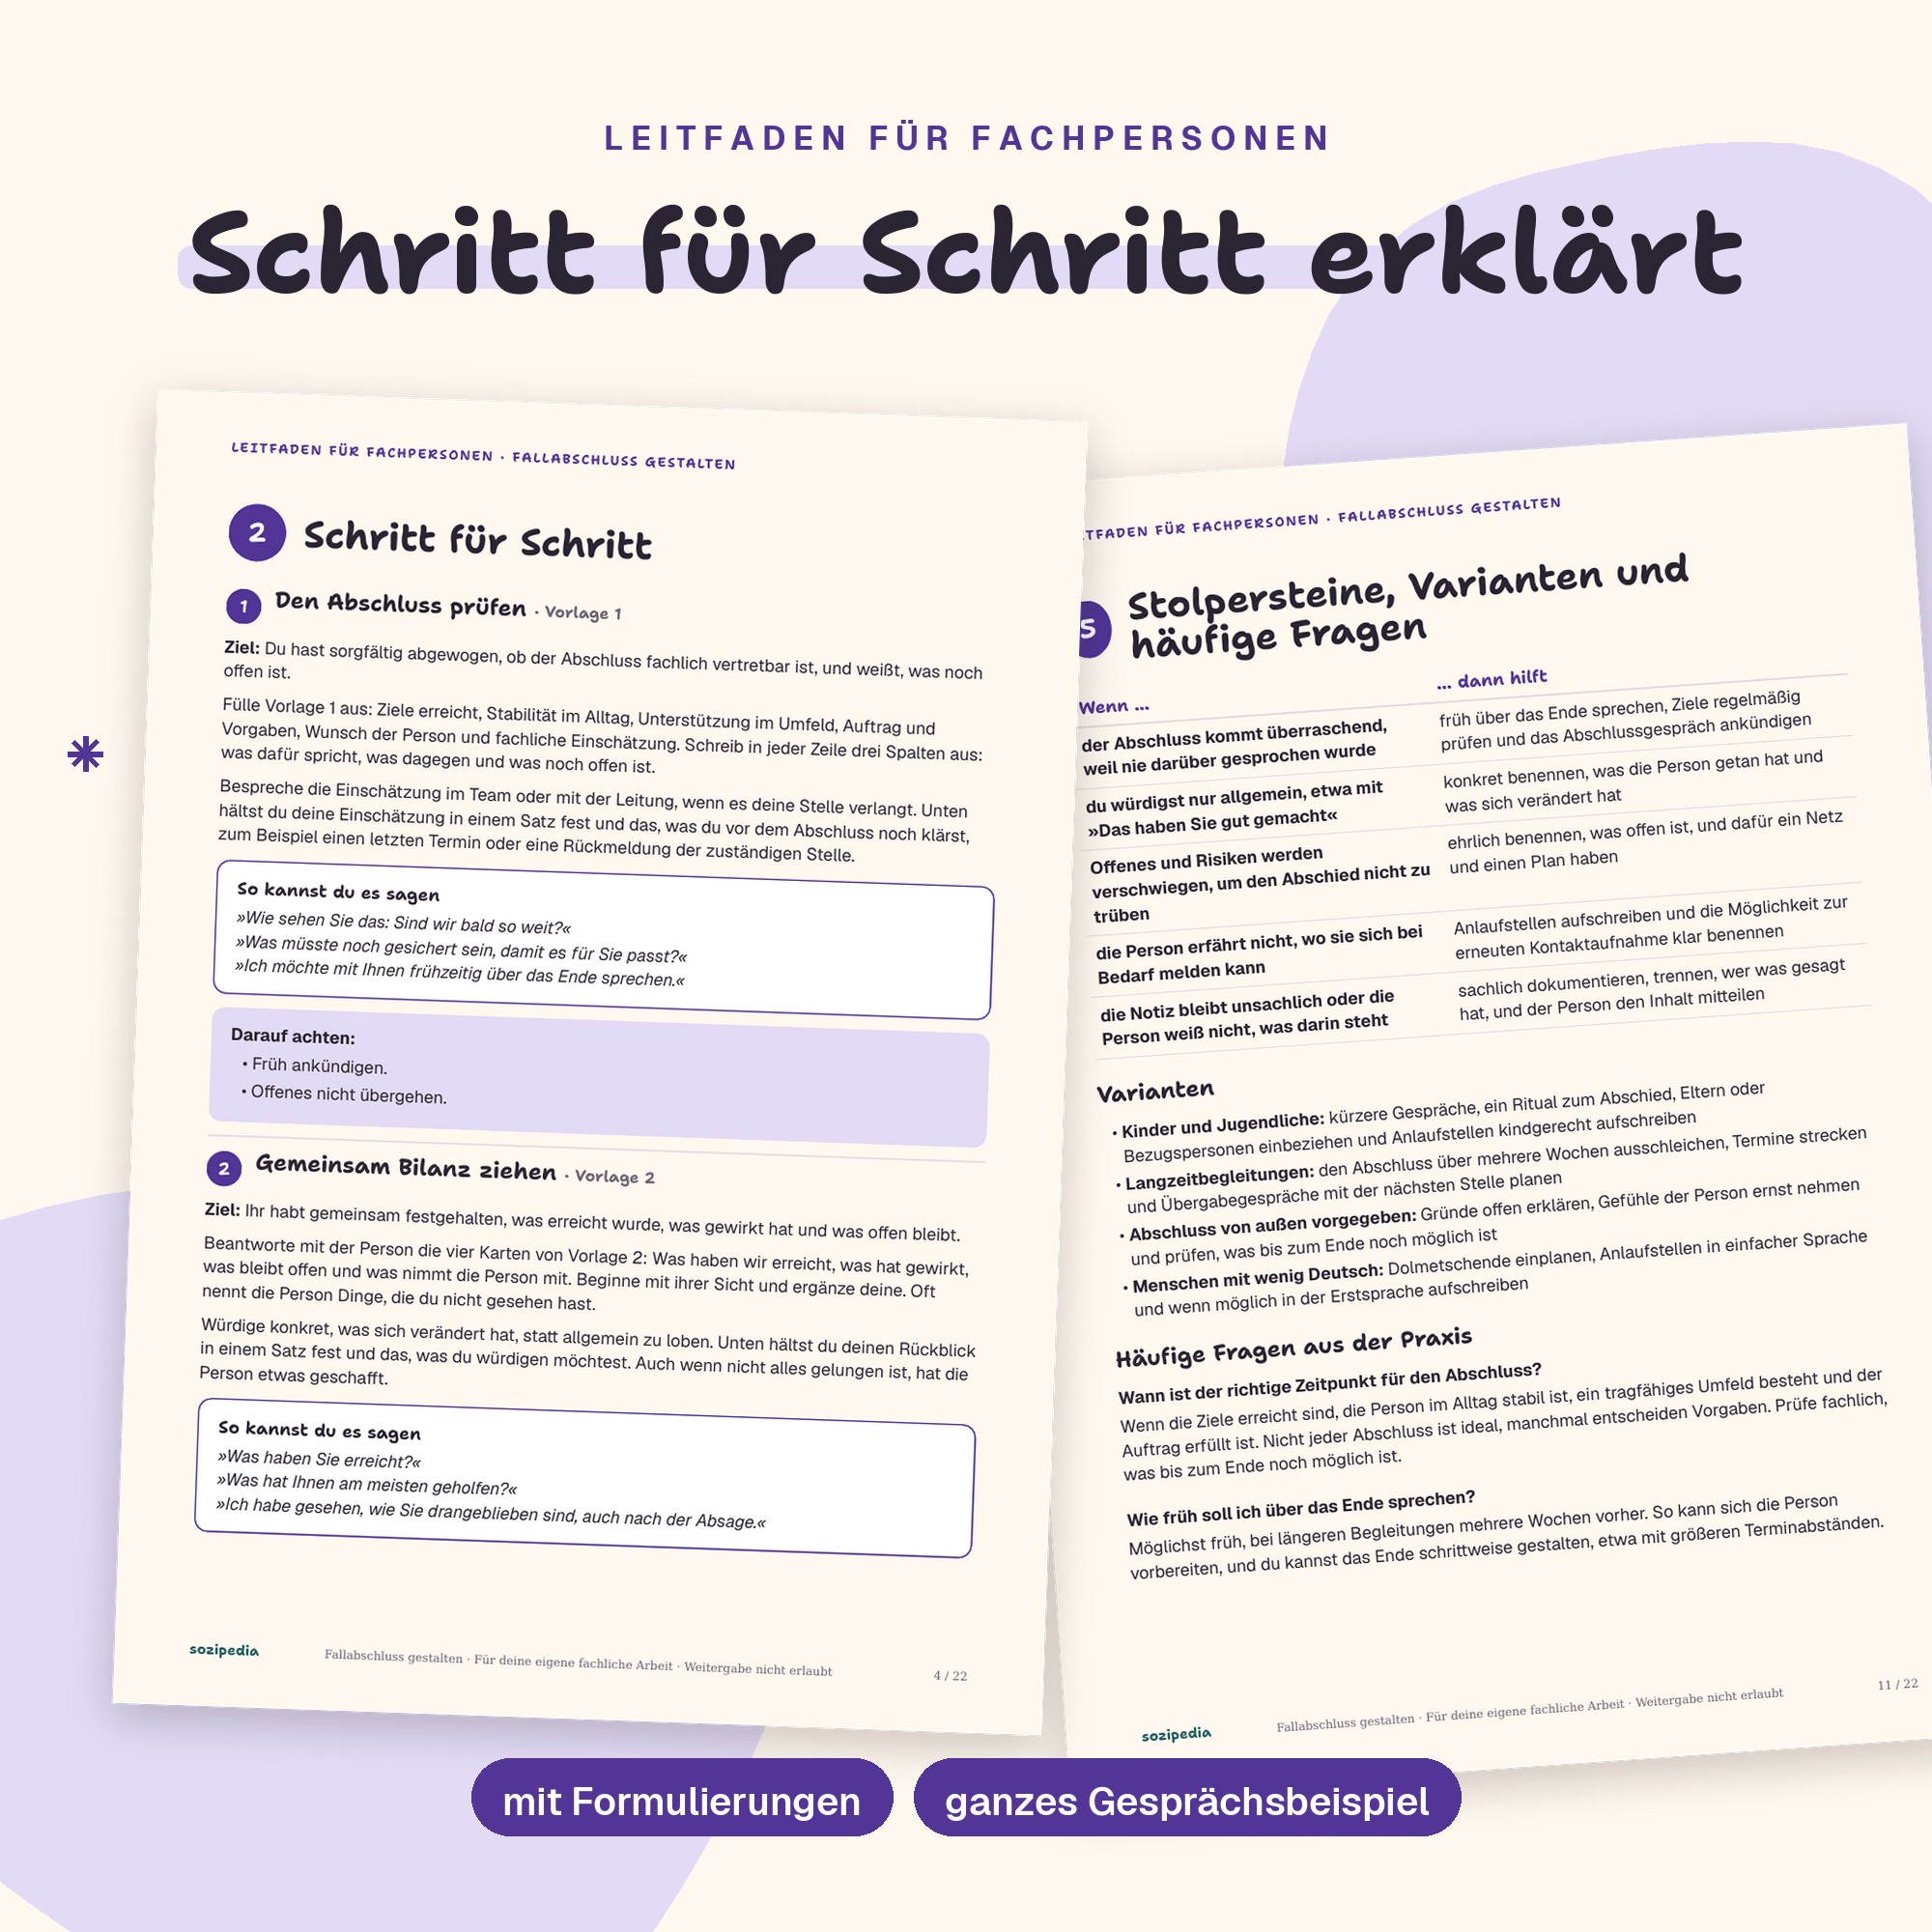 LEITFADEN FÜR FACHPERSONEN
Schritt für Schritt erklärt
LEITFADEN FÜR FACHPERSONEN · FALLABSCHLUSS GESTALTEN
2 Schritt für Schritt
1 Den Abschluss prüfen · Vorlage 1
Ziel: Du hast sorgfältig abgewogen, ob der Abschluss fachlich vertretbar ist, und weißt, was noch
offen ist.
Fülle Vorlage 1 aus: Ziele erreicht, Stabilität im Alltag, Unterstützung im Umfeld, Auftrag und
Vorgaben, Wunsch der Person und fachliche Einschätzung. Schreib in jeder Zeile drei Spalten aus:
was dafür spricht, was dagegen und was noch offen ist.
Bespreche die Einschätzung im Team oder mit der Leitung, wenn es deine Stelle verlangt. Unten
hältst du deine Einschätzung in einem Satz fest und das, was du vor dem Abschluss noch klärst,
zum Beispiel einen letzten Termin oder eine Rückmeldung der zuständigen Stelle.
So kannst du es sagen
»Wie sehen Sie das: Sind wir bald so weit?«
»Was müsste noch gesichert sein, damit es für Sie passt?«
»Ich möchte mit Ihnen frühzeitig über das Ende sprechen.«
Darauf achten:
• Früh ankündigen.
• Offenes nicht übergehen.
2 Gemeinsam Bilanz ziehen · Vorlage 2
Ziel: Ihr habt gemeinsam festgehalten, was erreicht wurde, was gewirkt hat und was offen bleibt.
Beantworte mit der Person die vier Karten von Vorlage 2: Was haben wir erreicht, was hat gewirkt,
was bleibt offen und was nimmt die Person mit. Beginne mit ihrer Sicht und ergänze deine. Oft
nennt die Person Dinge, die du nicht gesehen hast.
Würdige konkret, was sich verändert hat, statt allgemein zu loben. Unten hältst du deinen Rückblick
in einem Satz fest und das, was du würdigen möchtest. Auch wenn nicht alles gelungen ist, hat die
Person etwas geschafft.
So kannst du es sagen
»Was haben Sie erreicht?«
»Was hat Ihnen am meisten geholfen?«
»Ich habe gesehen, wie Sie drangeblieben sind, auch nach der Absage.«
sozipedia Fallabschluss gestalten · Für deine eigene fachliche Arbeit · Weitergabe nicht erlaubt 4 / 22
TFADEN FÜR FACHPERSONEN · FALLABSCHLUSS GESTALTEN
5 Stolpersteine, Varianten und
häufige Fragen
Wenn ... ... dann hilft
der Abschluss kommt überraschend,
weil nie darüber gesprochen wurde
früh über das Ende sprechen, Ziele regelmäßig
prüfen und das Abschlussgespräch ankündigen
du würdigst nur allgemein, etwa mit
»Das haben Sie gut gemacht«
konkret benennen, was die Person getan hat und
was sich verändert hat
Offenes und Risiken werden
verschwiegen, um den Abschied nicht zu
trüben
ehrlich benennen, was offen ist, und dafür ein Netz
und einen Plan haben
die Person erfährt nicht, wo sie sich bei
Bedarf melden kann
Anlaufstellen aufschreiben und die Möglichkeit zur
erneuten Kontaktaufnahme klar benennen
die Notiz bleibt unsachlich oder die
Person weiß nicht, was darin steht
sachlich dokumentieren, trennen, wer was gesagt
hat, und der Person den Inhalt mitteilen
Varianten
• Kinder und Jugendliche: kürzere Gespräche, ein Ritual zum Abschied, Eltern oder
Bezugspersonen einbeziehen und Anlaufstellen kindgerecht aufschreiben
• Langzeitbegleitungen: den Abschluss über mehrere Wochen ausschleichen, Termine strecken
und Übergabegespräche mit der nächsten Stelle planen
• Abschluss von außen vorgegeben: Gründe offen erklären, Gefühle der Person ernst nehmen
und prüfen, was bis zum Ende noch möglich ist
• Menschen mit wenig Deutsch: Dolmetschende einplanen, Anlaufstellen in einfacher Sprache
und wenn möglich in der Erstsprache aufschreiben
Häufige Fragen aus der Praxis
Wann ist der richtige Zeitpunkt für den Abschluss?
Wenn die Ziele erreicht sind, die Person im Alltag stabil ist, ein tragfähiges Umfeld besteht und der
Auftrag erfüllt ist. Nicht jeder Abschluss ist ideal, manchmal entscheiden Vorgaben. Prüfe fachlich,
was bis zum Ende noch möglich ist.
Wie früh soll ich über das Ende sprechen?
Möglichst früh, bei längeren Begleitungen mehrere Wochen vorher. So kann sich die Person
vorbereiten, und du kannst das Ende schrittweise gestalten, etwa mit größeren Terminabständen.
sozipedia Fallabschluss gestalten · Für deine eigene fachliche Arbeit · Weitergabe nicht erlaubt 11 / 22
mit Formulierungen
ganzes Gesprächsbeispiel